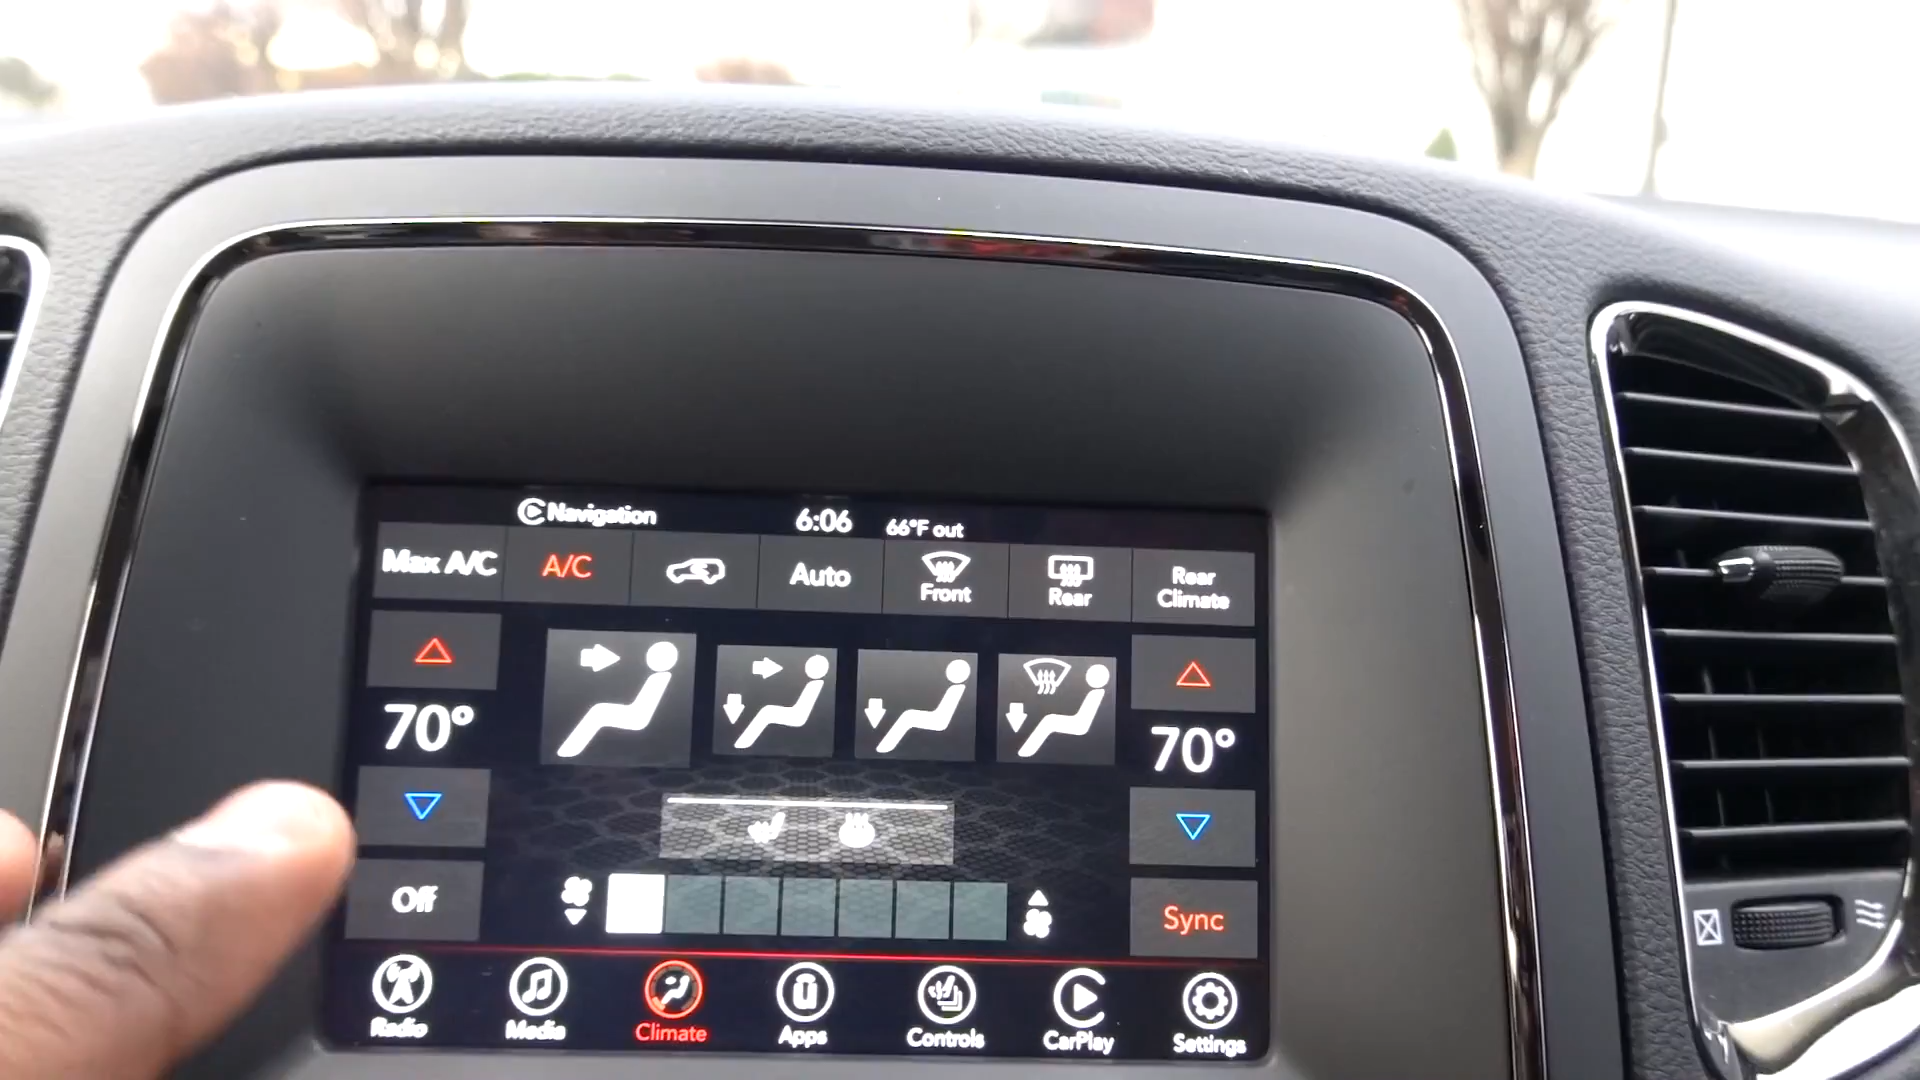 Navigation 6:06 66°F out
Max A/C A/C Auto Front Rear Rear Climate
70° 70°
Off Sync
Radio Media Climate Apps Controls CarPlay Settings